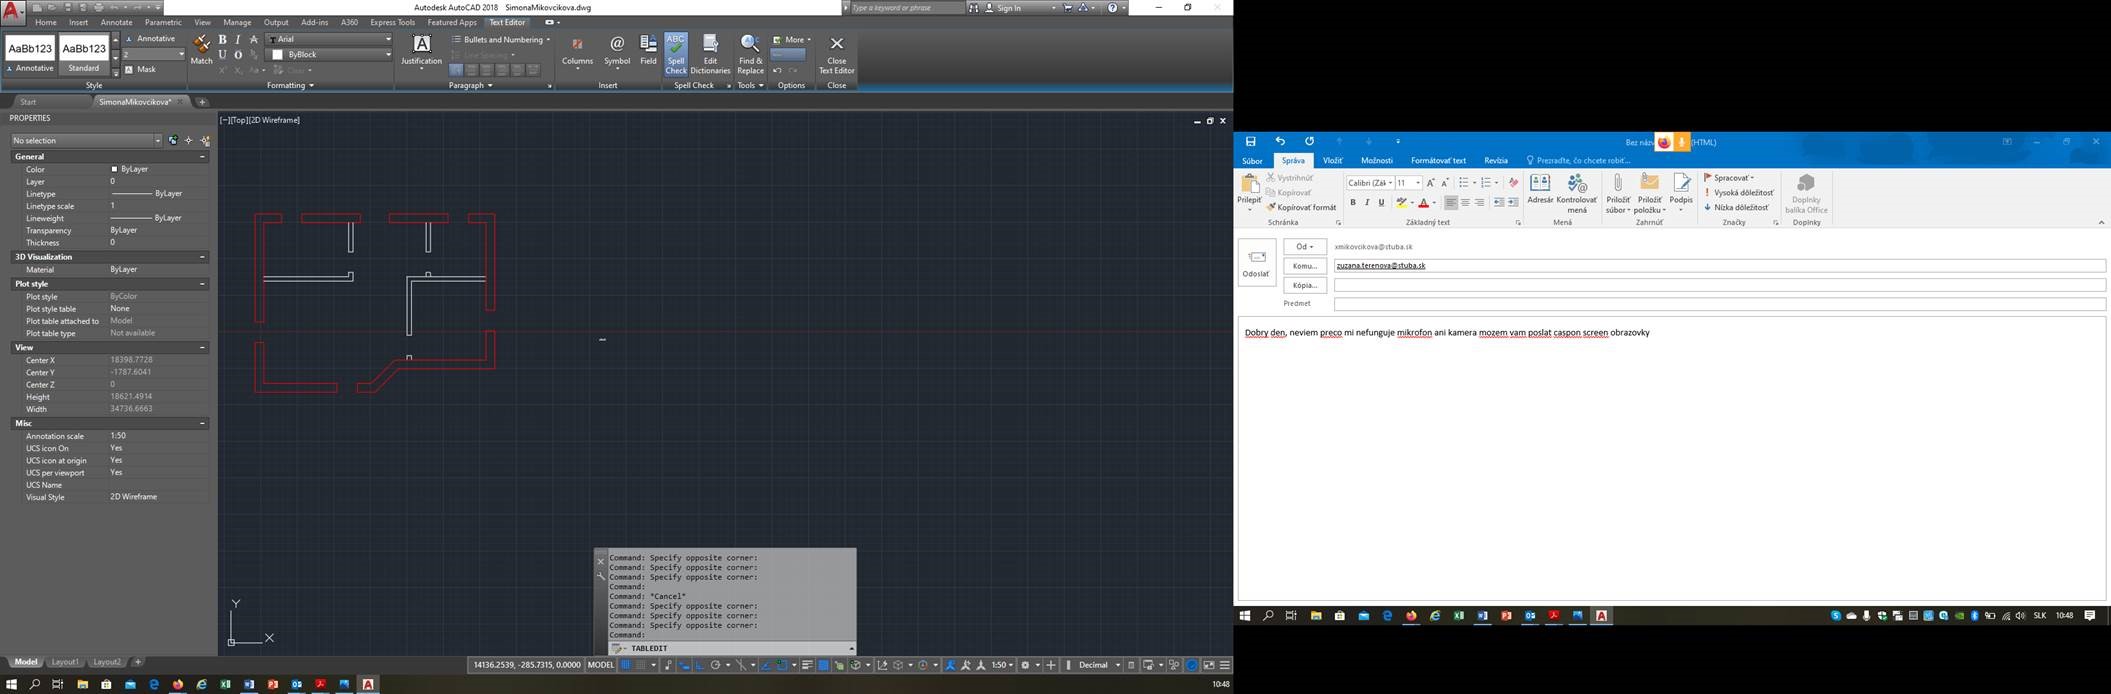 Autodesk AutoCAD 2018 SimonaMikovcikova.dwg
Type a keyword or phrase
Sign In
Home Insert Annotate Parametric View Manage Output Add-ins A360 Express Tools Featured Apps Text Editor
AaBb123 AaBb123
Annotative Standard
Annotative
2
Mask
Match
Arial
ByBlock
Justification
Bullets and Numbering
Line Spacing
Columns Symbol Field
Spell Check
Edit Dictionaries
Find & Replace
More
Close Text Editor
Style Formatting Paragraph Insert Spell Check Tools Options Close
Start SimonaMikovcikova*
PROPERTIES
No selection
General
Color ByLayer
Layer 0
Linetype ByLayer
Linetype scale 1
Lineweight ByLayer
Transparency ByLayer
Thickness 0
3D Visualization
Material ByLayer
Plot style
Plot style ByColor
Plot style table None
Plot table attached to Model
Plot table type Not available
View
Center X 18398.7728
Center Y -1787.6041
Center Z 0
Height 18621.4914
Width 34736.6663
Misc
Annotation scale 1:50
UCS icon On Yes
UCS icon at origin Yes
UCS per viewport Yes
UCS Name
Visual Style 2D Wireframe
[−][Top][2D Wireframe]
Y
X
Command: Specify opposite corner:
Command: Specify opposite corner:
Command: Specify opposite corner:
Command:
Command: *Cancel*
Command: Specify opposite corner:
Command: Specify opposite corner:
Command: Specify opposite corner:
Command:
TABLEDIT
Model Layout1 Layout2
14136.2539, -285.7315, 0.0000 MODEL
1:50
Decimal
10:48
Bez názv
(HTML)
Súbor Správa Vložiť Možnosti Formátovať text Revízia Prezraďte, čo chcete robiť...
Prilepiť
Vystrihnúť
Kopírovať
Kopírovať formát
Schránka
Calibri (Zák
11
Základný text
Adresár
Kontrolovať mená
Mená
Priložiť súbor
Priložiť položku
Podpis
Zahrnúť
Spracovať
Vysoká dôležitosť
Nízka dôležitosť
Značky
Doplnky balíka Office
Doplnky
Odoslať
Od xmikovcikova@stuba.sk
Komu... zuzana.terenova@stuba.sk
Kópia...
Predmet
Dobry den, neviem preco mi nefunguje mikrofon ani kamera mozem vam poslat caspon screen obrazovky
SLK 10:48